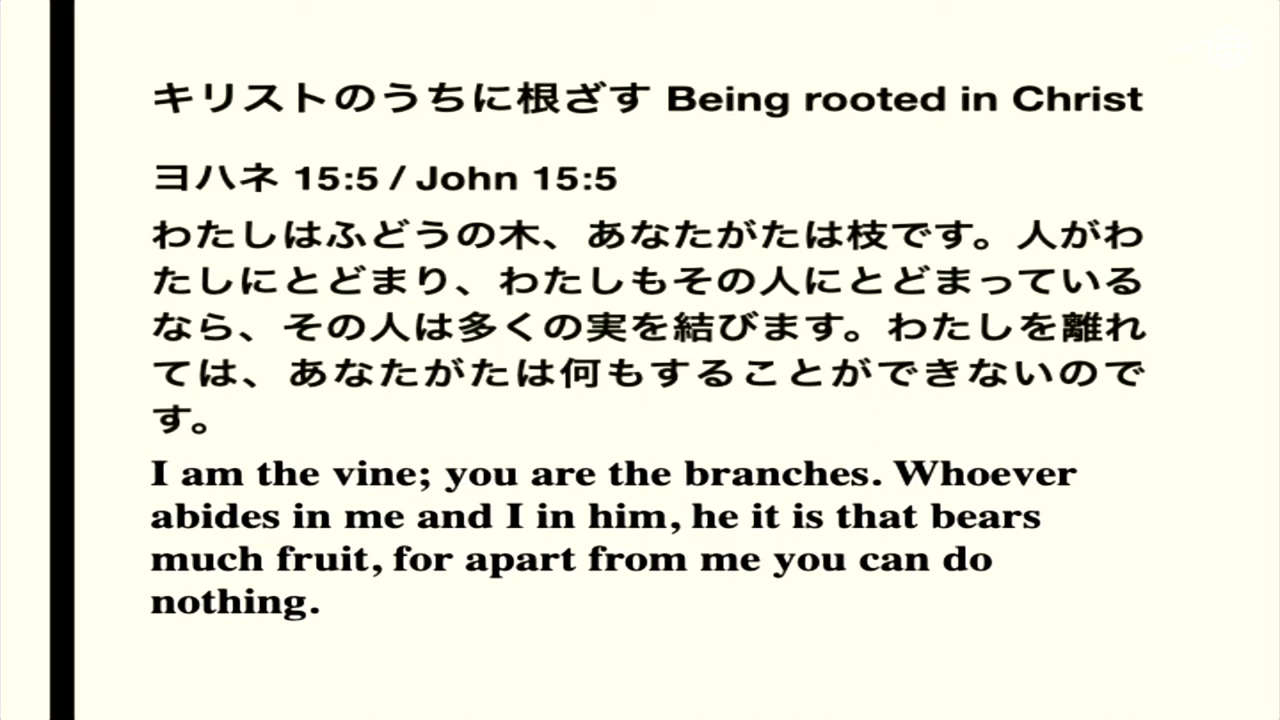 キリストのうちに根ざす Being rooted in Christ
ヨハネ 15:5 / John 15:5
わたしはふどうの木、あなたがたは枝です。人がわ
たしにとどまり、わたしもその人にとどまっている
なら、その人は多くの実を結びます。わたしを離れ
ては、あなたがたは何もすることができないので
す。
I am the vine; you are the branches. Whoever
abides in me and I in him, he it is that bears
much fruit, for apart from me you can do
nothing.